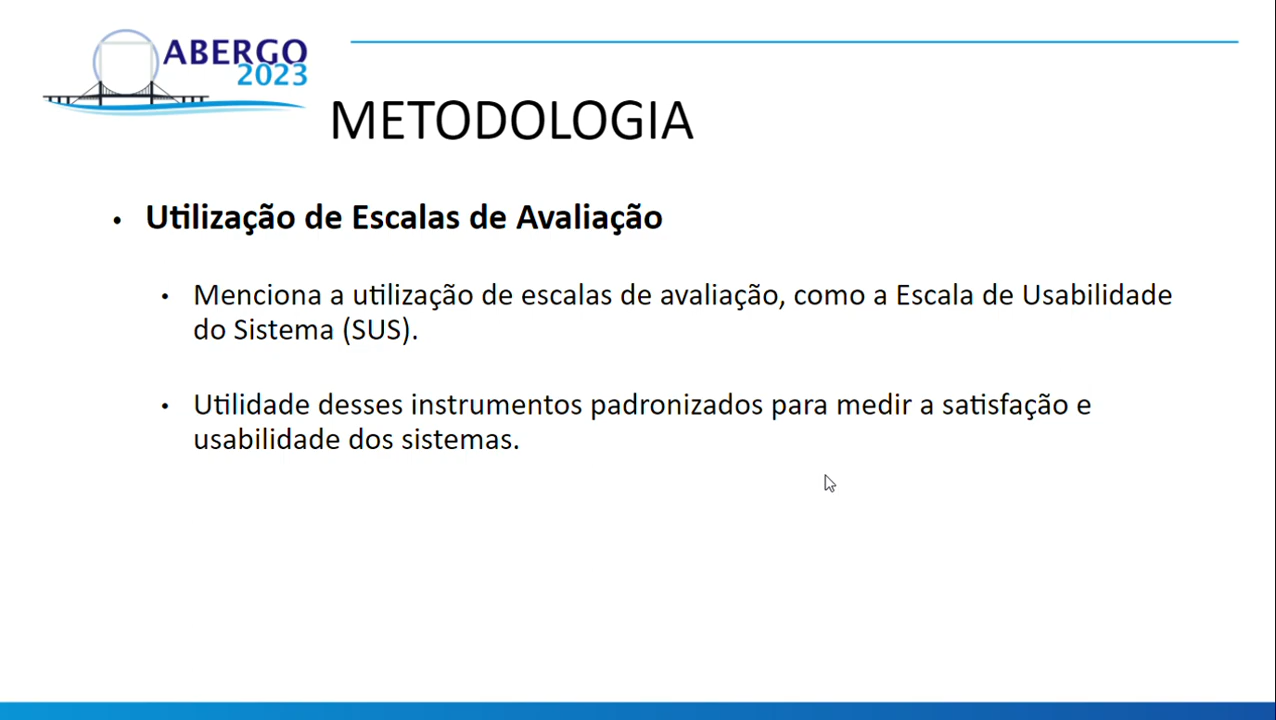 ABERGO
2023
METODOLOGIA
• Utilização de Escalas de Avaliação
• Menciona a utilização de escalas de avaliação, como a Escala de Usabilidade
do Sistema (SUS).
• Utilidade desses instrumentos padronizados para medir a satisfação e
usabilidade dos sistemas.